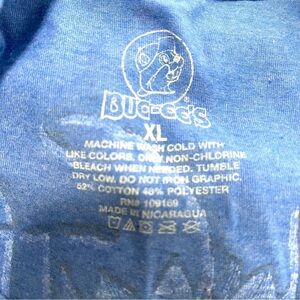 BUC-EE'S®
XL
MACHINE WASH COLD WITH
LIKE COLORS. ONLY NON-CHLORINE
BLEACH WHEN NEEDED. TUMBLE
DRY LOW. DO NOT IRON GRAPHIC.
52% COTTON 48% POLYESTER
RN# 109169
MADE IN NICARAGUA